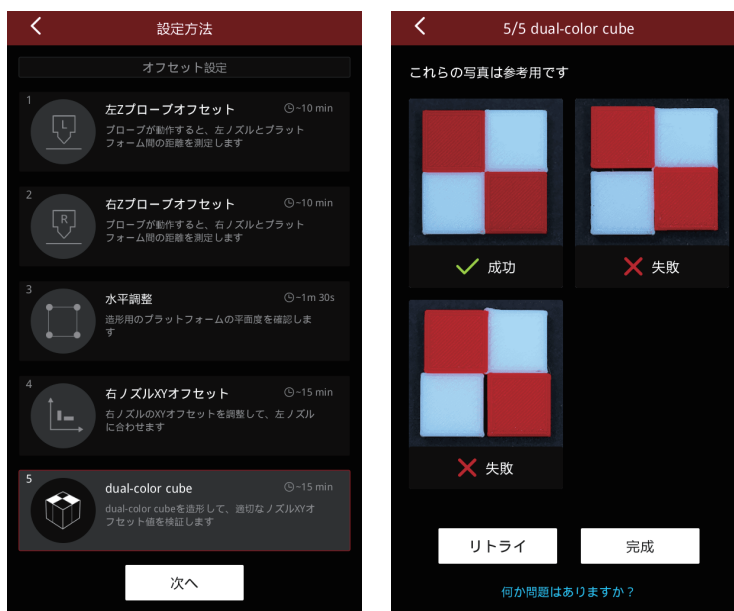 設定方法
オフセット設定
1
左Zプローブオフセット
~10 min
プローブが動作すると、左ノズルとプラット
フォーム間の距離を測定します
L
2
右Zプローブオフセット
~10 min
プローブが動作すると、右ノズルとプラット
フォーム間の距離を測定します
R
3
水平調整
~1m 30s
造形用のプラットフォームの平面度を確認しま
す
4
右ノズルXYオフセット
~15 min
右ノズルのXYオフセットを調整して、左ノズル
に合わせます
5
dual-color cube
~15 min
dual-color cubeを造形して、適切なノズルXYオ
フセット値を検証します
次へ
5/5 dual-color cube
これらの写真は参考用です
成功
失敗
失敗
リトライ
完成
何か問題はありますか？